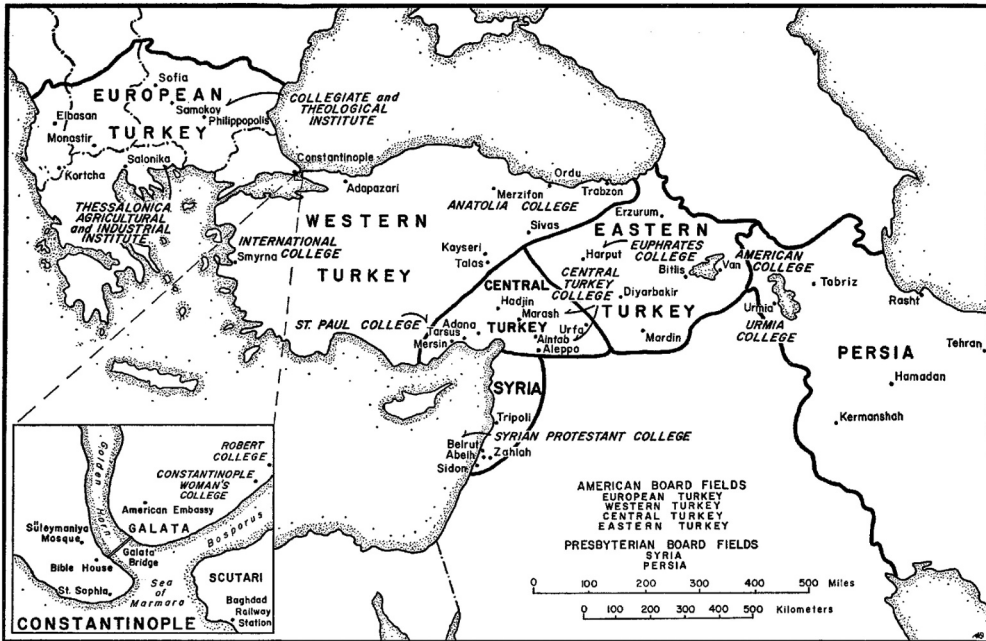 EUROPEAN
TURKEY
Sofia
Samokov
Philippopolis
Elbasan
Monastir
Kortcha
Salonika
COLLEGIATE and
THEOLOGICAL
INSTITUTE
THESSALONICA
AGRICULTURAL
and INDUSTRIAL
INSTITUTE
Constantinople
Adapazari
WESTERN
TURKEY
INTERNATIONAL
COLLEGE
Smyrna
Merzifon
ANATOLIA COLLEGE
Ordu
Trabzon
Sivas
Kayseri
Talas
ST. PAUL COLLEGE
Tarsus
Mersin
Adana
CENTRAL
TURKEY
Hadjin
Marash
Aintab
Aleppo
Urfa
CENTRAL
TURKEY
COLLEGE
EASTERN
TURKEY
Erzurum
EUPHRATES
COLLEGE
Harput
Bitlis
Van
AMERICAN
COLLEGE
Diyarbakir
Mardin
Urmia
URMIA
COLLEGE
Tabriz
Rasht
PERSIA
Tehran
Hamadan
Kermanshah
SYRIA
Tripoli
SYRIAN PROTESTANT COLLEGE
Beirut
Abeih
Zahlah
Sidon
AMERICAN BOARD FIELDS
EUROPEAN TURKEY
WESTERN TURKEY
CENTRAL TURKEY
EASTERN TURKEY
PRESBYTERIAN BOARD FIELDS
SYRIA
PERSIA
0 100 200 300 400 500 Miles
0 100 200 300 400 500 Kilometers
Golden Horn
ROBERT
COLLEGE
CONSTANTINOPLE
WOMAN'S
COLLEGE
American Embassy
GALATA
Bosporus
Süleymaniya
Mosque
Galata
Bridge
Bible House
St. Sophia
Sea
of
Marmara
SCUTARI
Baghdad
Railway
Station
CONSTANTINOPLE